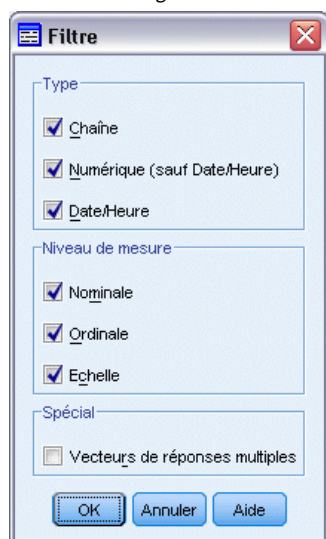 Filtre
Type
Chaîne
Numérique (sauf Date/Heure)
Date/Heure
Niveau de mesure
Nominale
Ordinale
Echelle
Spécial
Vecteurs de réponses multiples
OK Annuler Aide